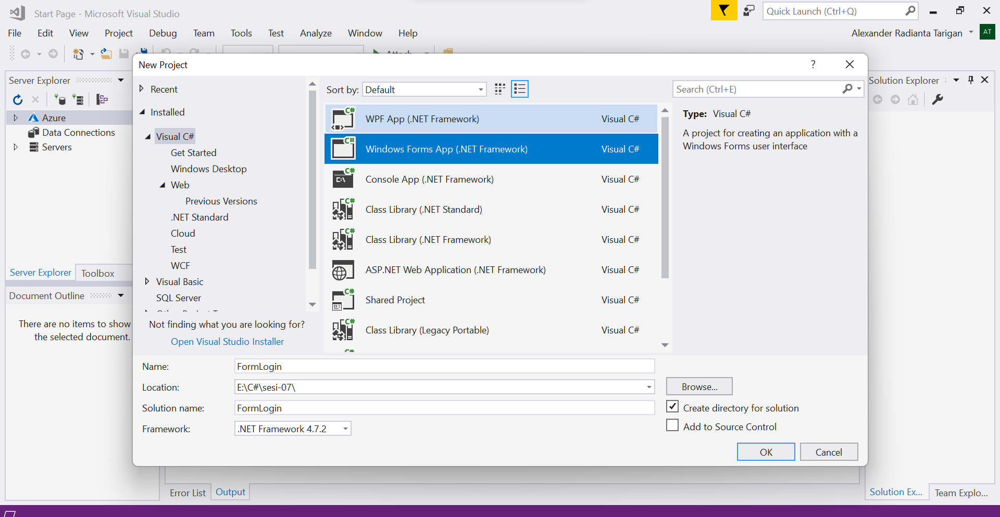 Start Page - Microsoft Visual Studio
Quick Launch (Ctrl+Q)
File Edit View Project Debug Team Tools Test Analyze Window Help
Alexander Radianta Tarigan
AT
Attach
New Project
?
Server Explorer
Azure
Data Connections
Servers
Server Explorer
Toolbox
Document Outline
There are no items to show
the selected document.
Recent
Installed
Visual C#
Get Started
Windows Desktop
Web
Previous Versions
.NET Standard
Cloud
Test
WCF
Visual Basic
SQL Server
Not finding what you are looking for?
Open Visual Studio Installer
Sort by: Default
Search (Ctrl+E)
WPF App (.NET Framework) Visual C#
Windows Forms App (.NET Framework) Visual C#
Console App (.NET Framework) Visual C#
Class Library (.NET Standard) Visual C#
Class Library (.NET Framework) Visual C#
ASP.NET Web Application (.NET Framework) Visual C#
Shared Project Visual C#
Class Library (Legacy Portable) Visual C#
Type: Visual C#
A project for creating an application with a
Windows Forms user interface
Name: FormLogin
Location: E:\C#\sesi-07\
Browse...
Solution name: FormLogin
Create directory for solution
Framework: .NET Framework 4.7.2
Add to Source Control
OK
Cancel
Solution Explorer
Error List
Output
Solution Ex...
Team Explo...